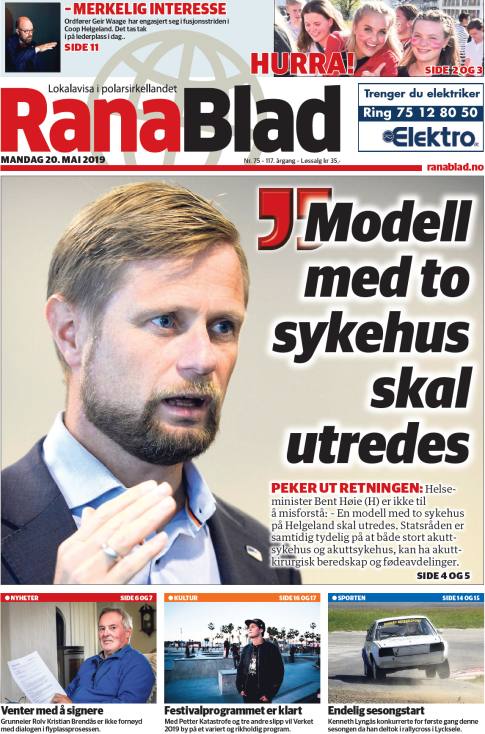 – MERKELIG INTERESSE
Ordfører Geir Waage har engasjert seg i fusjonsstriden i
Coop Helgeland. Det tas tak
i på lederplass i dag..
SIDE 11
HURRA!
SIDE 2 OG 3
Lokalavisa i polarsirkellandet
RanaBlad
MANDAG 20. MAI 2019
Nr. 75 – 117. årgang – Løssalg kr 35,-
Trenger du elektriker
Ring 75 12 80 50
Elektro
ranablad.no
Modell
med to
sykehus
skal
utredes
PEKER UT RETNINGEN: Helse-
minister Bent Høie (H) er ikke til
å misforstå: – En modell med to sykehus
på Helgeland skal utredes. Statsråden er
samtidig tydelig på at både stort akutt-
sykehus og akuttsykehus, kan ha akutt-
kirurgisk beredskap og fødeavdelinger.
SIDE 4 OG 5
NYHETER SIDE 6 OG 7
Venter med å signere
Grunneier Rolv Kristian Brendås er ikke fornøyd
med dialogen i flyplassprosessen.
KULTUR SIDE 16 OG 17
Festivalprogrammet er klart
Med Petter Katastrofe og tre andre slipp vil Verket
2019 by på et variert og rikholdig program.
SPORTEN SIDE 14 OG 15
Endelig sesongstart
Kenneth Lyngås konkurrerte for første gang denne
sesongen da han deltok i rallycross i Lycksele.